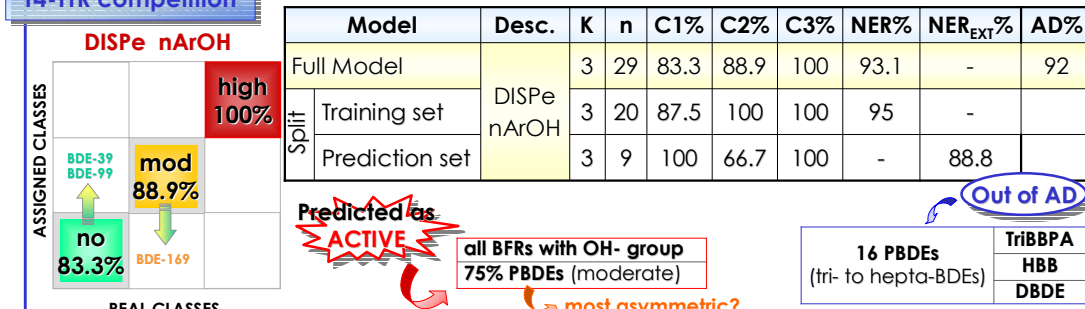 T4-TTR Competition
DISPe nArOH
ASSIGNED CLASSES
high
100%
BDE-39
BDE-99
mod
88.9%
no
83.3%
BDE-169
REAL CLASSES
Model Desc. K n C1% C2% C3% NER% NEREXT% AD%
Full Model 3 29 83.3 88.9 100 93.1 - 92
DISPe
nArOH
Split
Training set 3 20 87.5 100 100 95 -
Prediction set 3 9 100 66.7 100 - 88.8
Predicted as
ACTIVE
all BFRs with OH- group
75% PBDEs (moderate)
most asymmetric?
Out of AD
16 PBDEs
(tri- to hepta-BDEs)
TriBBPA
HBB
DBDE